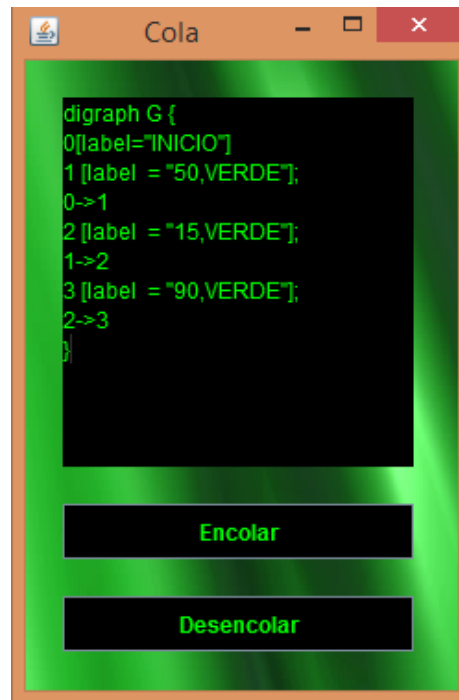 Cola
digraph G {
0[label="INICIO"]
1 [label  = "50,VERDE"];
0->1
2 [label  = "15,VERDE"];
1->2
3 [label  = "90,VERDE"];
2->3
}
Encolar
Desencolar